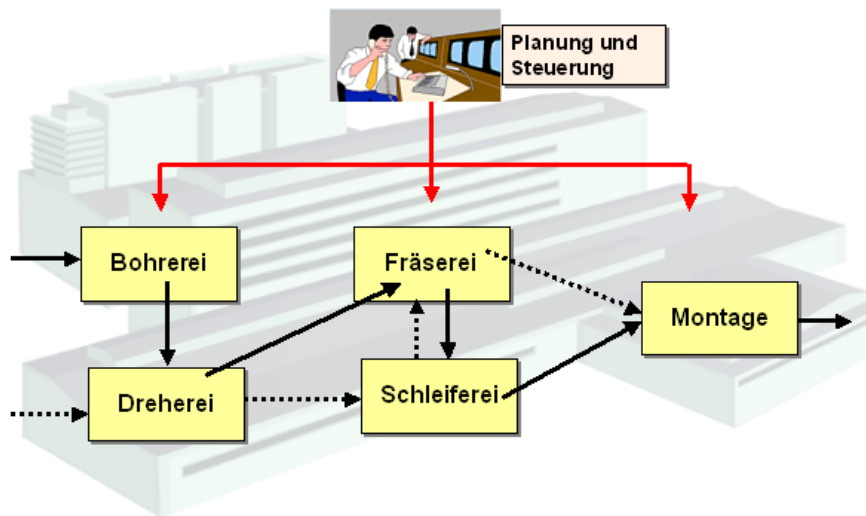 Planung und
Steuerung
Bohrerei
Fräserei
Montage
Dreherei
Schleiferei